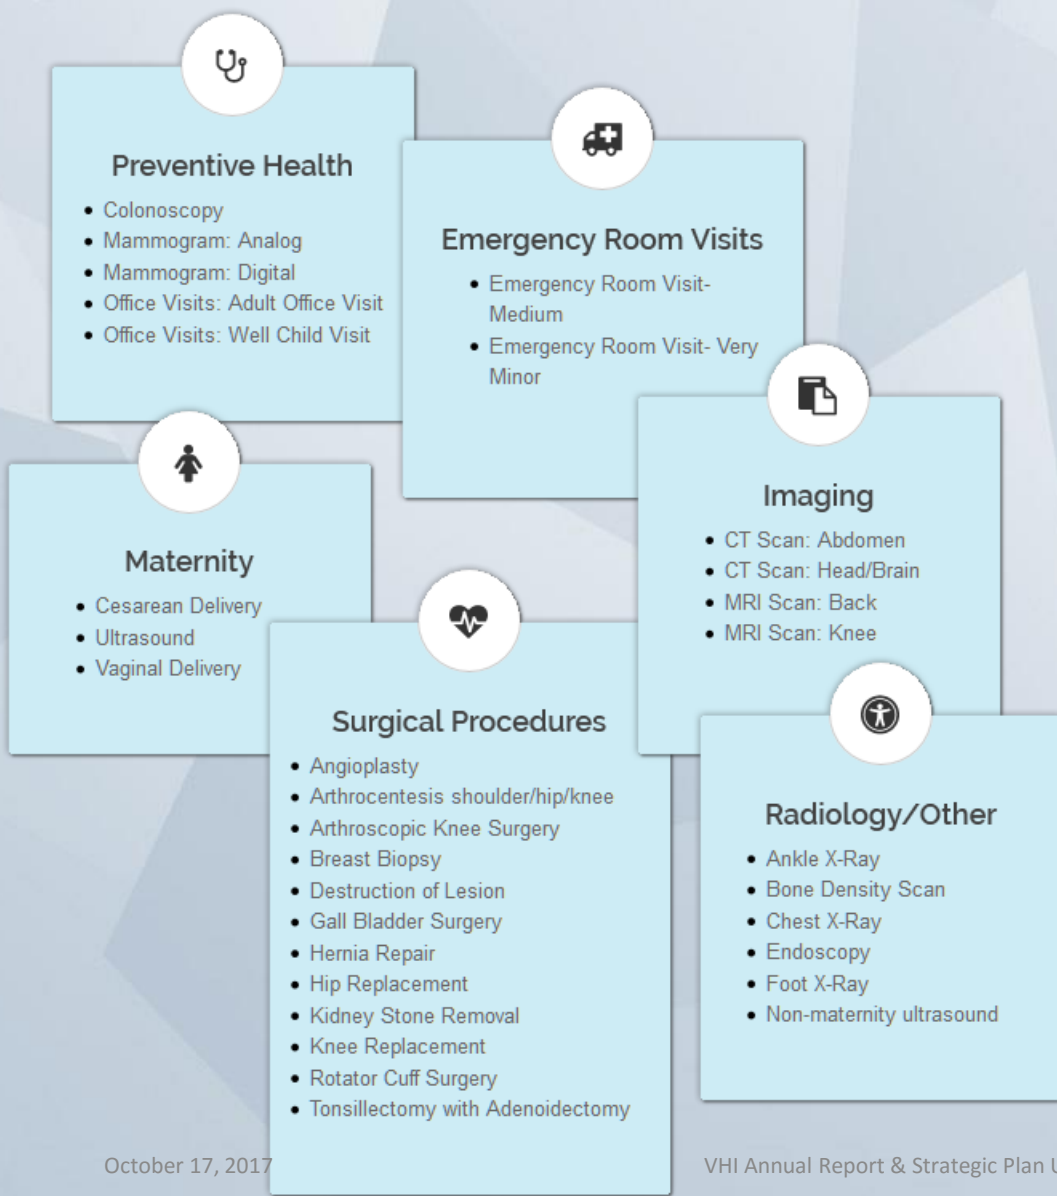 Preventive Health
• Colonoscopy
• Mammogram: Analog
• Mammogram: Digital
• Office Visits: Adult Office Visit
• Office Visits: Well Child Visit
Emergency Room Visits
• Emergency Room Visit-
Medium
• Emergency Room Visit- Very
Minor
Imaging
• CT Scan: Abdomen
• CT Scan: Head/Brain
• MRI Scan: Back
• MRI Scan: Knee
Maternity
• Cesarean Delivery
• Ultrasound
• Vaginal Delivery
Surgical Procedures
• Angioplasty
• Arthrocentesis shoulder/hip/knee
• Arthroscopic Knee Surgery
• Breast Biopsy
• Destruction of Lesion
• Gall Bladder Surgery
• Hernia Repair
• Hip Replacement
• Kidney Stone Removal
• Knee Replacement
• Rotator Cuff Surgery
• Tonsillectomy with Adenoidectomy
Radiology/Other
• Ankle X-Ray
• Bone Density Scan
• Chest X-Ray
• Endoscopy
• Foot X-Ray
• Non-maternity ultrasound
October 17, 2017
VHI Annual Report & Strategic Plan